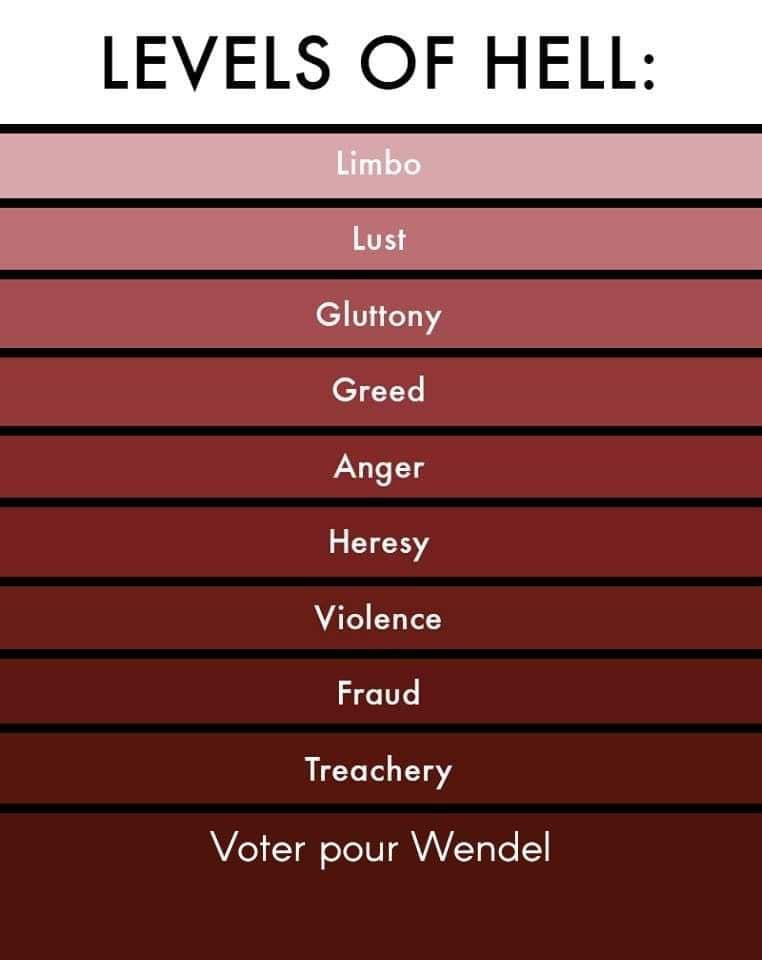 LEVELS OF HELL:
Limbo
Lust
Gluttony
Greed
Anger
Heresy
Violence
Fraud
Treachery
Voter pour Wendel